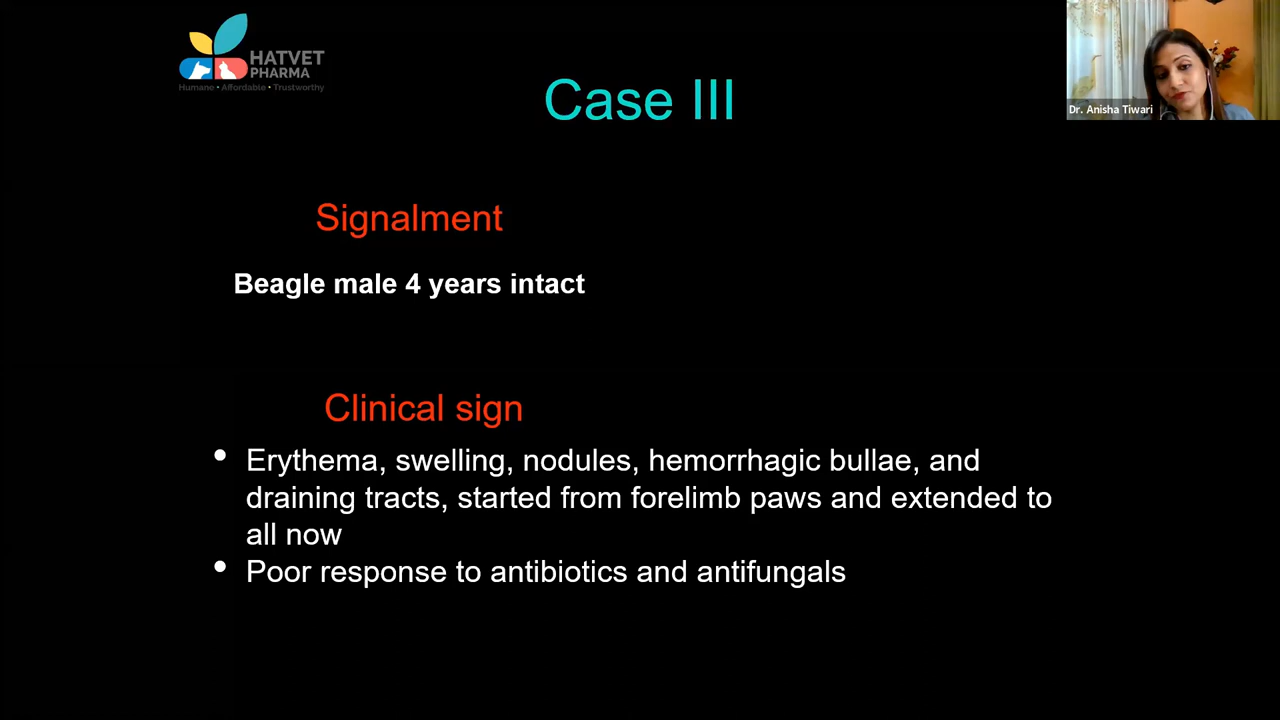 HATVET
PHARMA
Humane • Affordable • Trustworthy
Case III
Dr. Anisha Tiwari
Signalment
Beagle male 4 years intact
Clinical sign
• Erythema, swelling, nodules, hemorrhagic bullae, and
draining tracts, started from forelimb paws and extended to
all now
• Poor response to antibiotics and antifungals